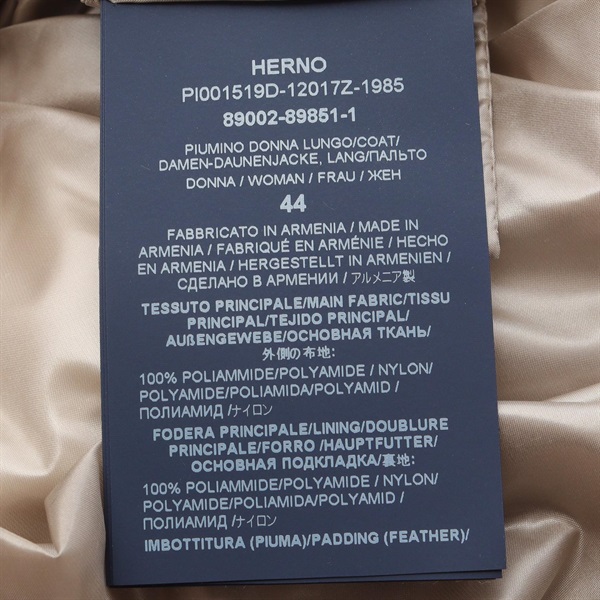 HERNO
PI001519D-12017Z-1985
89002-89851-1
PIUMINO DONNA LUNGO/COAT/
DAMEN-DAUNENJACKE, LANG/ПАЛЬТО
DONNA / WOMAN / FRAU / ЖЕН
44
FABBRICATO IN ARMENIA / MADE IN
ARMENIA / FABRIQUÉ EN ARMÉNIE / HECHO
EN ARMENIA / HERGESTELLT IN ARMENIEN /
СДЕЛАНО В АРМЕНИИ / アルメニア製
TESSUTO PRINCIPALE/MAIN FABRIC/TISSU
PRINCIPAL/TEJIDO PRINCIPAL/
AUßENGEWEBE/ОСНОВНАЯ ТКАНЬ/
外側の布地:
100% POLIAMMIDE/POLYAMIDE / NYLON/
POLYAMIDE/POLIAMIDA/POLYAMID /
ПОЛИАМИД /ナイロン
FODERA PRINCIPALE/LINING/DOUBLURE
PRINCIPALE/FORRO /HAUPTFUTTER/
ОСНОВНАЯ ПОДКЛАДКА/裏地:
100% POLIAMMIDE/POLYAMIDE / NYLON/
POLYAMIDE/POLIAMIDA/POLYAMID/
ПОЛИАМИД /ナイロン
IMBOTTITURA (PIUMA)/PADDING (FEATHER)/